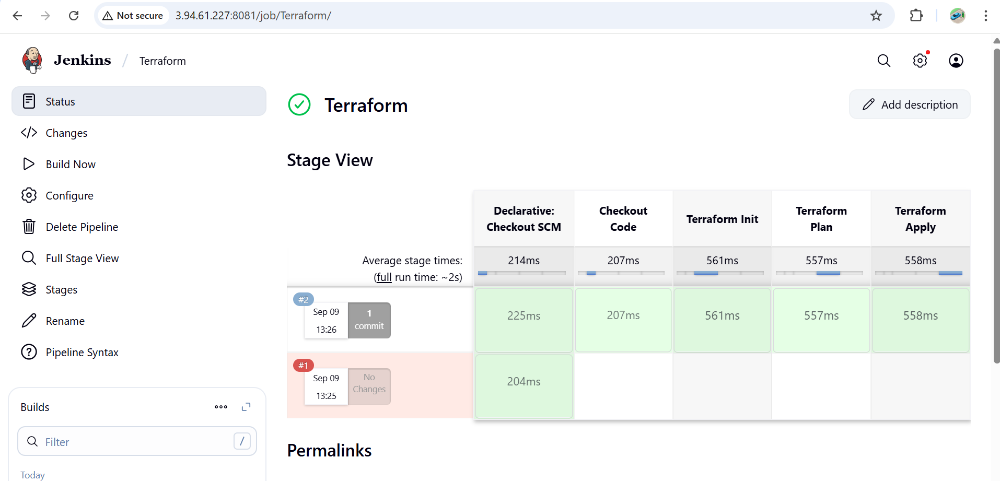 Not secure
3.94.61.227:8081/job/Terraform/
Jenkins / Terraform
Status
Changes
Build Now
Configure
Delete Pipeline
Full Stage View
Stages
Rename
Pipeline Syntax
Builds
Filter
/
Today
Terraform
Add description
Stage View
Declarative:
Checkout SCM
Checkout
Code
Terraform Init
Terraform
Plan
Terraform
Apply
Average stage times:
(full run time: ~2s)
214ms
207ms
561ms
557ms
558ms
#2
Sep 09
13:26
1
commit
225ms
207ms
561ms
557ms
558ms
#1
Sep 09
13:25
No
Changes
204ms
Permalinks